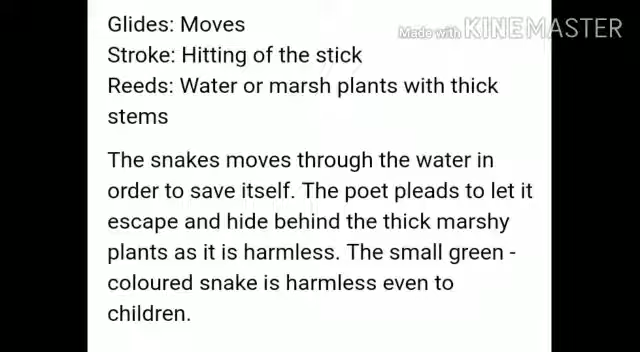 Glides: Moves
Made with KINEMASTER
Stroke: Hitting of the stick
Reeds: Water or marsh plants with thick
stems
The snakes moves through the water in
order to save itself. The poet pleads to let it
escape and hide behind the thick marshy
plants as it is harmless. The small green -
coloured snake is harmless even to
children.